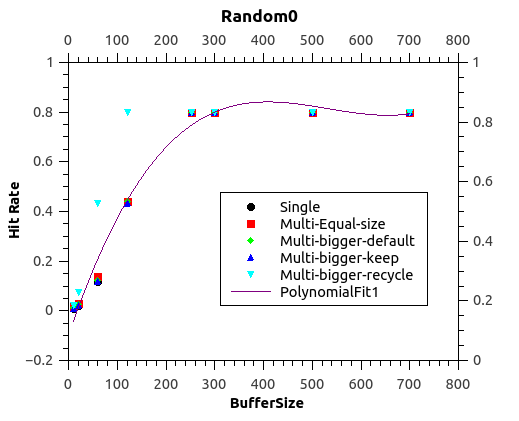 Random0
0 100 200 300 400 500 600 700 800
1 1
0.8 0.8
0.6 0.6
0.4 0.4
0.2 0.2
0
-0.2 0
Hit Rate
Single
Multi-Equal-size
Multi-bigger-default
Multi-bigger-keep
Multi-bigger-recycle
PolynomialFit1
0 100 200 300 400 500 600 700 800
BufferSize